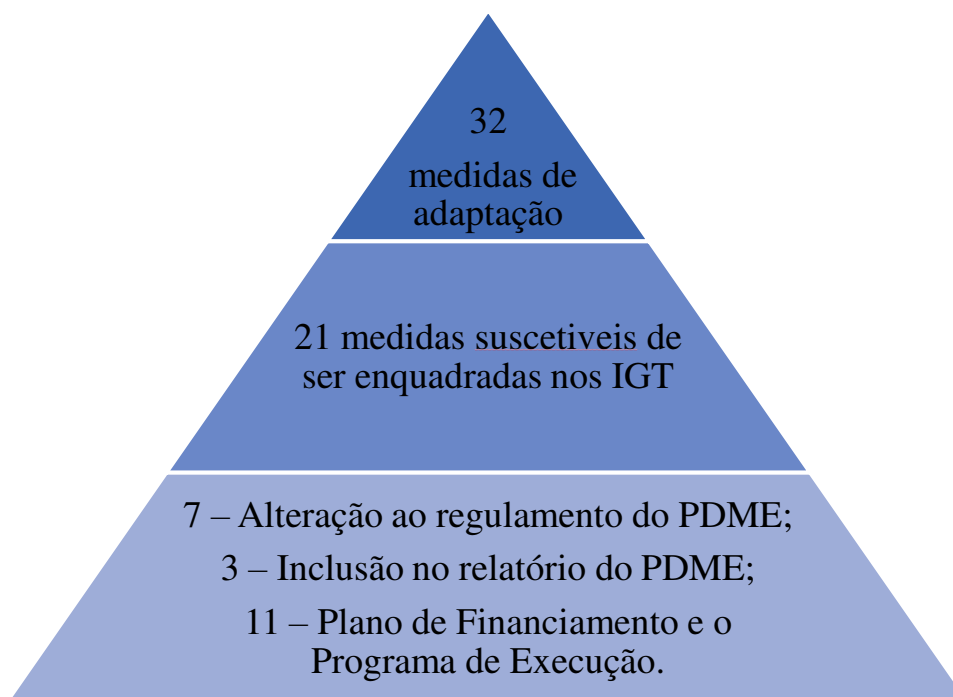 32
medidas de
adaptação
21 medidas suscetiveis de
ser enquadradas nos IGT
7 – Alteração ao regulamento do PDME;
3 – Inclusão no relatório do PDME;
11 – Plano de Financiamento e o
Programa de Execução.